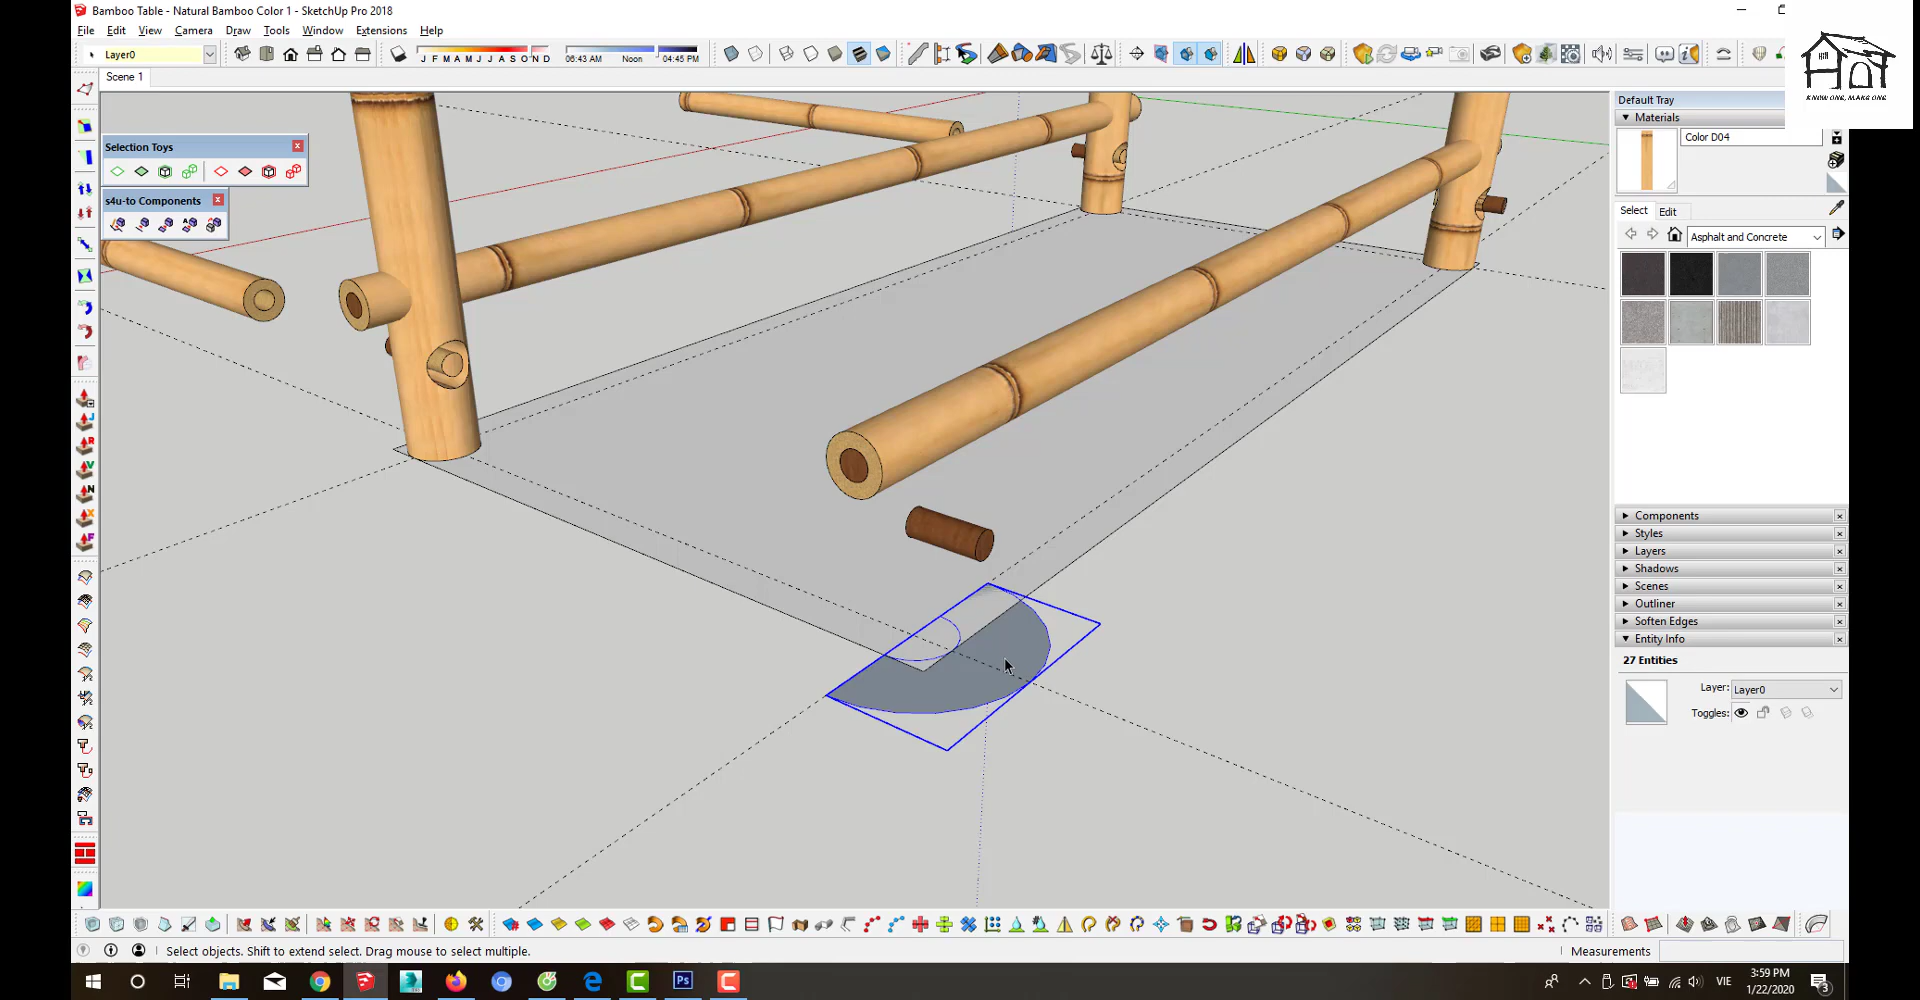 Bamboo Table - Natural Bamboo Color 1 - SketchUp Pro 2018
File Edit View Camera Draw Tools Window Extensions Help
Layer0
J F M A M J J A S O N D
06:43 AM Noon 04:45 PM
Scene 1
KNOW ONE, MAKE ONE
Default Tray
Materials
Color D04
Selection Toys
s4u-to Components
Select Edit
Asphalt and Concrete
Components
Styles
Layers
Shadows
Scenes
Outliner
Soften Edges
Entity Info
27 Entities
Layer: Layer0
Toggles:
Select objects. Shift to extend select. Drag mouse to select multiple.
Measurements
VIE
3:59 PM
1/22/2020